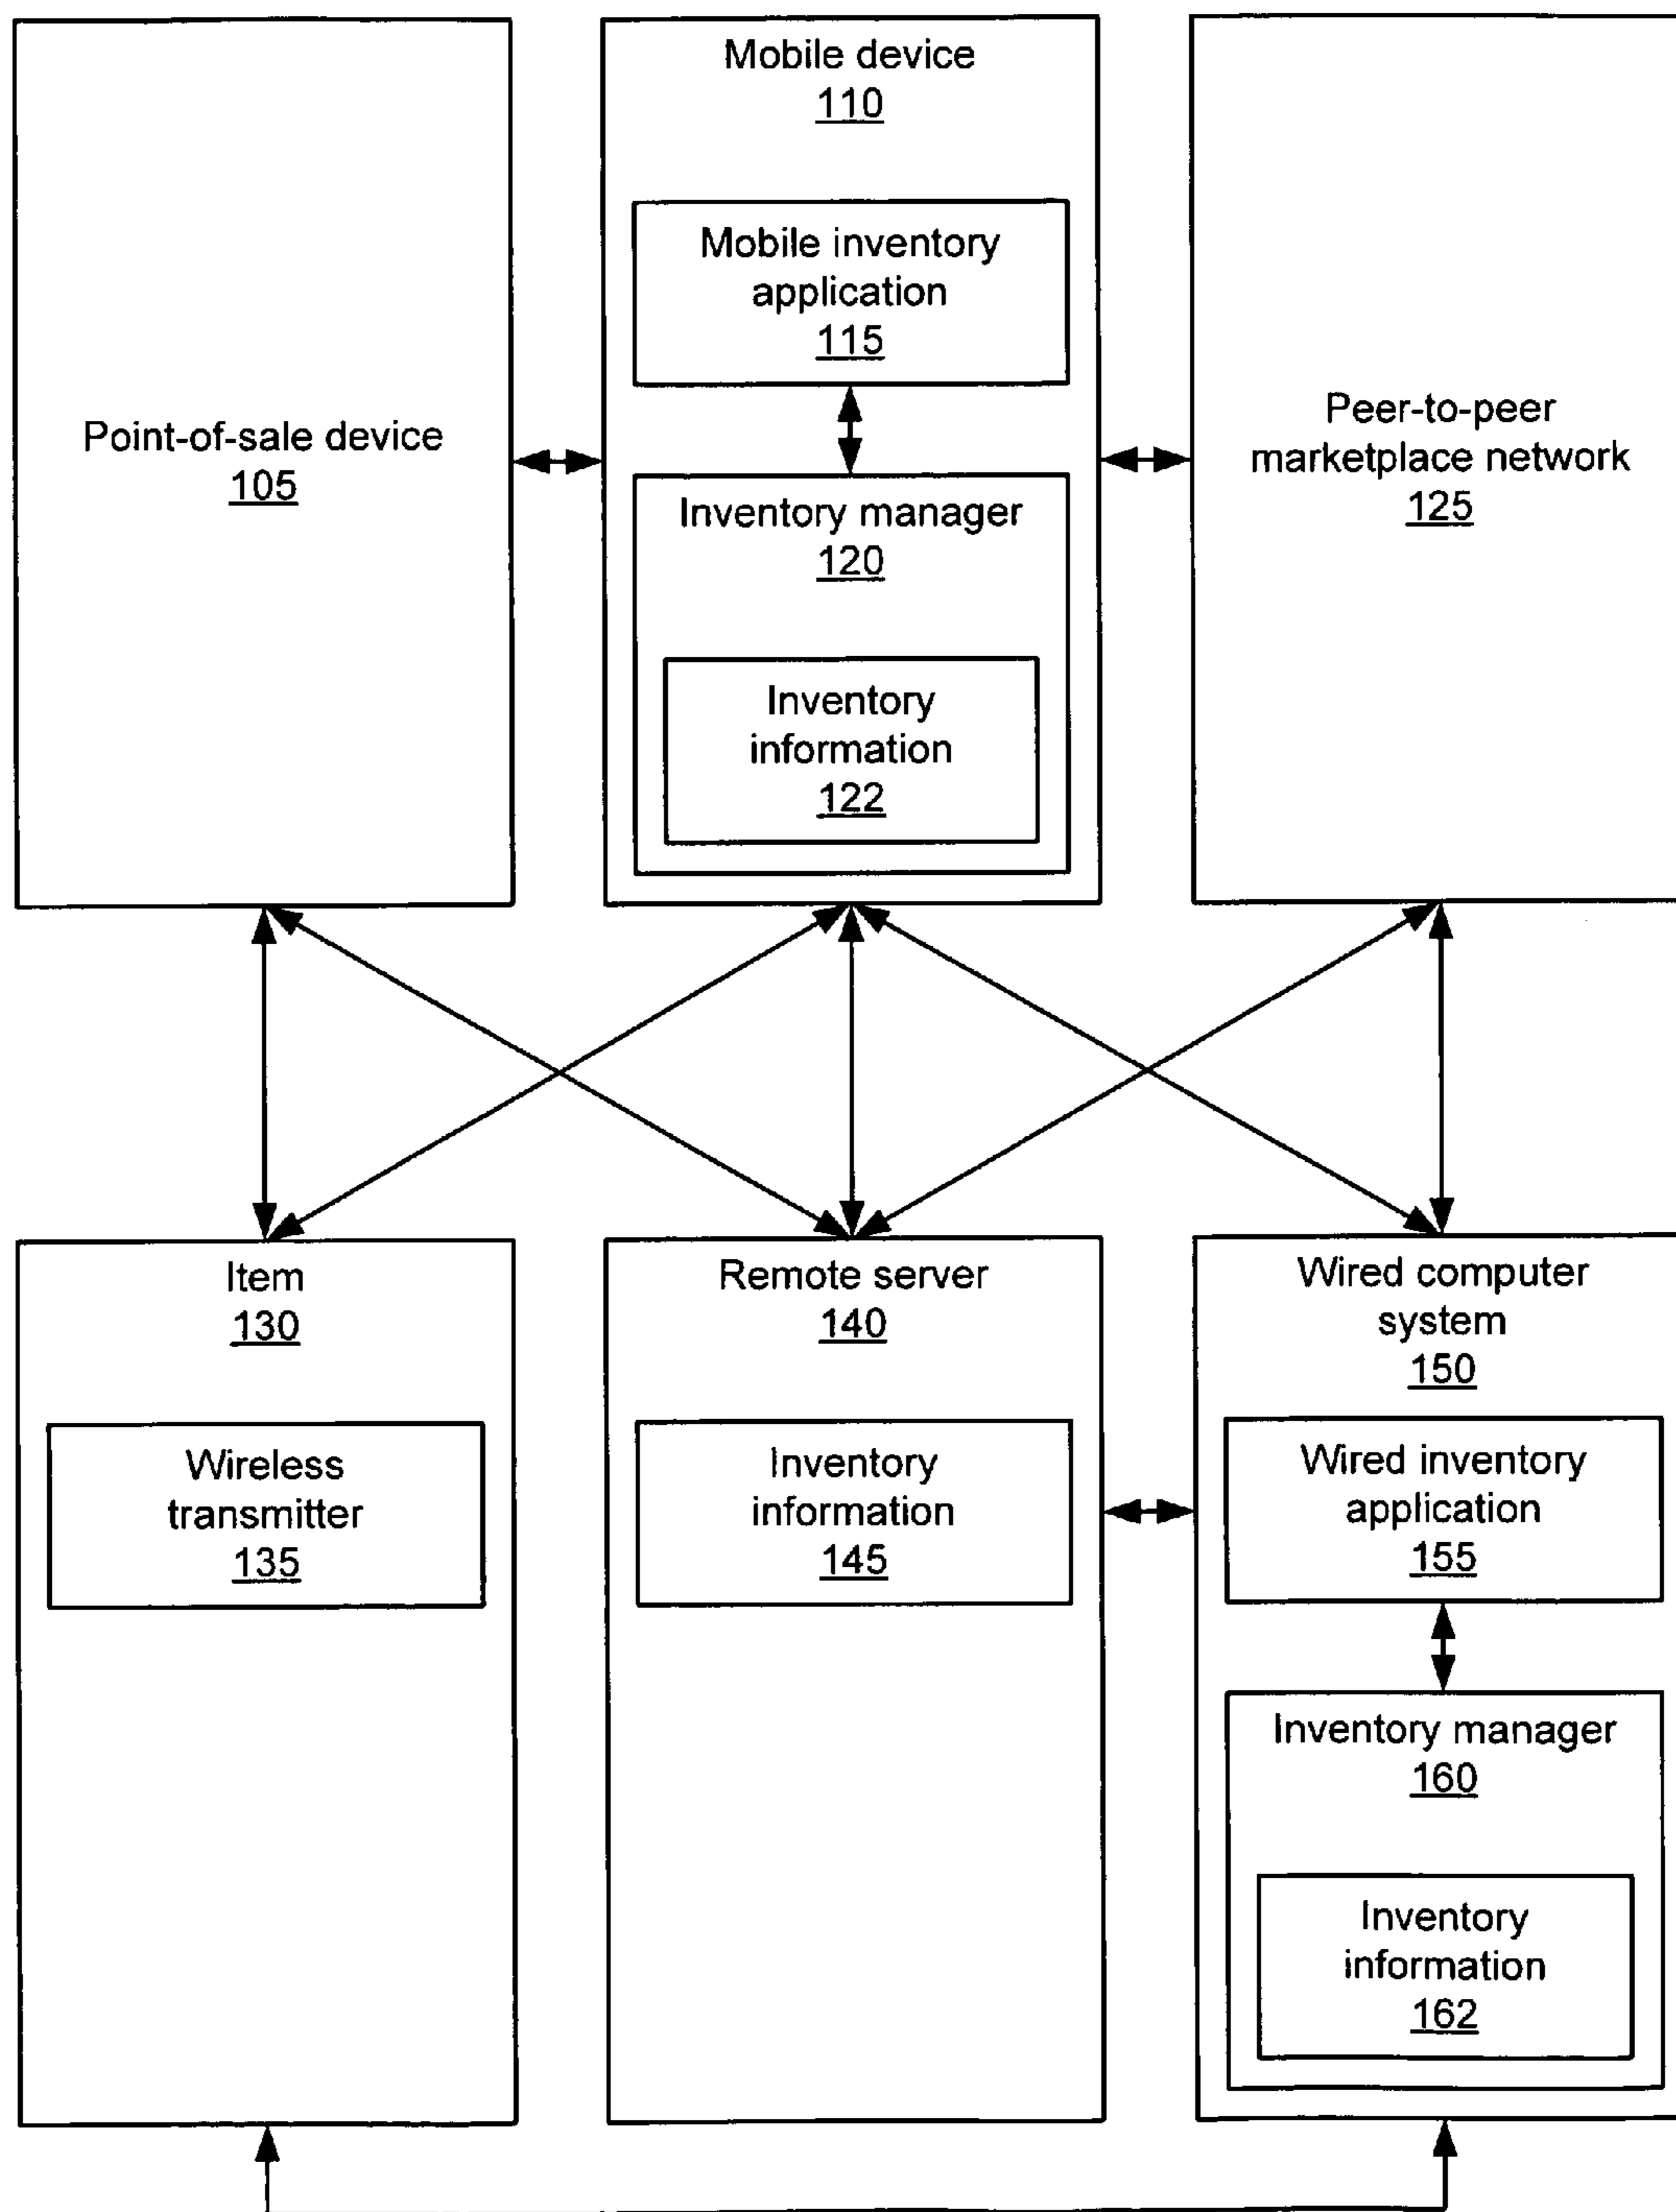 Point-of-sale device
105
Mobile device
110
Mobile inventory
application
115
Inventory manager
120
Inventory
information
122
Peer-to-peer
marketplace network
125
Item
130
Wireless
transmitter
135
Remote server
140
Inventory
information
145
Wired computer
system
150
Wired inventory
application
155
Inventory manager
160
Inventory
information
162